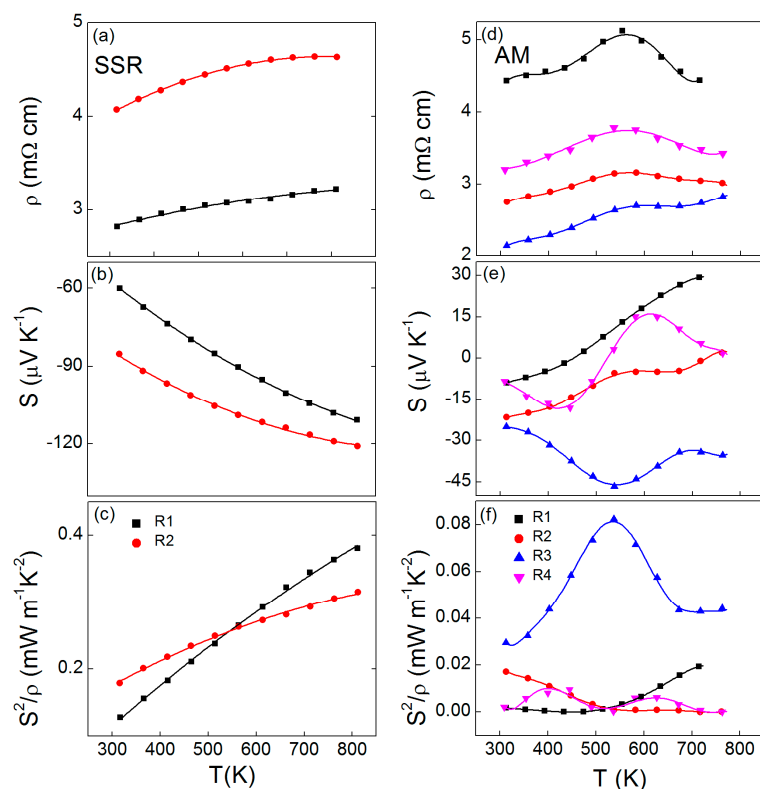 (a)
SSR
5
4
3
ρ (mΩ cm)
(b)
-60
-90
-120
S (μV K⁻¹)
(c)
R1
R2
0.4
0.2
S²/ρ (mW m⁻¹K⁻²)
300 400 500 600 700 800
T(K)
(d)
AM
5
4
3
2
ρ (mΩ cm)
(e)
30
15
0
-15
-30
-45
S (μV K⁻¹)
(f)
R1
R2
R3
R4
0.08
0.06
0.04
0.02
0.00
S²/ρ (mW m⁻¹K⁻²)
300 400 500 600 700 800
T (K)